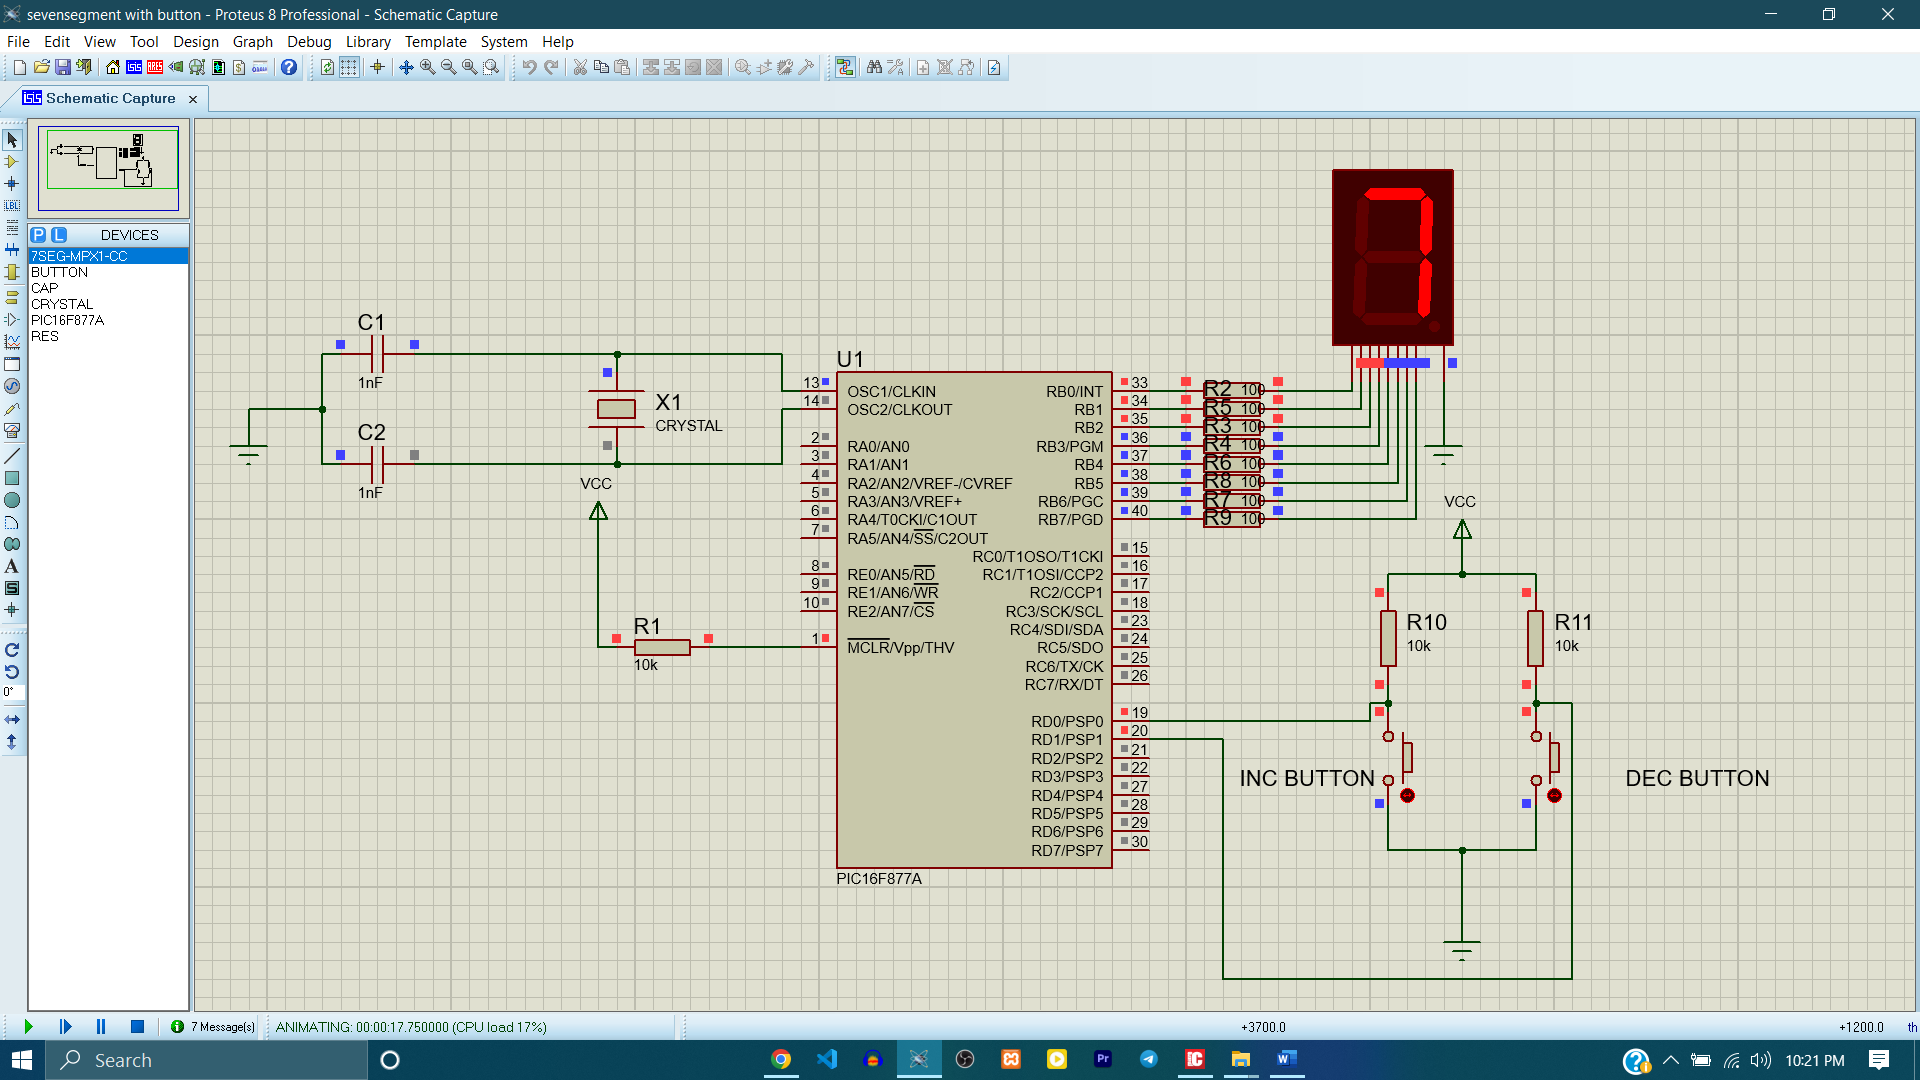 sevensegment with button - Proteus 8 Professional - Schematic Capture
File Edit View Tool Design Graph Debug Library Template System Help
Schematic Capture
P L DEVICES
7SEG-MPX1-CC
BUTTON
CAP
CRYSTAL
PIC16F877A
RES
LBL
A
0°
C1
1nF
C2
1nF
X1
CRYSTAL
VCC
R1
10k
U1
13 OSC1/CLKIN
14 OSC2/CLKOUT
2 RA0/AN0
3 RA1/AN1
4 RA2/AN2/VREF-/CVREF
5 RA3/AN3/VREF+
6 RA4/T0CKI/C1OUT
7 RA5/AN4/SS/C2OUT
8 RE0/AN5/RD
9 RE1/AN6/WR
10 RE2/AN7/CS
1 MCLR/Vpp/THV
RB0/INT 33
RB1 34
RB2 35
RB3/PGM 36
RB4 37
RB5 38
RB6/PGC 39
RB7/PGD 40
RC0/T1OSO/T1CKI 15
RC1/T1OSI/CCP2 16
RC2/CCP1 17
RC3/SCK/SCL 18
RC4/SDI/SDA 23
RC5/SDO 24
RC6/TX/CK 25
RC7/RX/DT 26
RD0/PSP0 19
RD1/PSP1 20
RD2/PSP2 21
RD3/PSP3 22
RD4/PSP4 27
RD5/PSP5 28
RD6/PSP6 29
RD7/PSP7 30
PIC16F877A
R2 100
R5 100
R3 100
R4 100
R6 100
R8 100
R7 100
R9 100
7
VCC
R10
10k
R11
10k
INC BUTTON
DEC BUTTON
7 Message(s) ANIMATING: 00:00:17.750000 (CPU load 17%) +3700.0 +1200.0 th
Search 10:21 PM